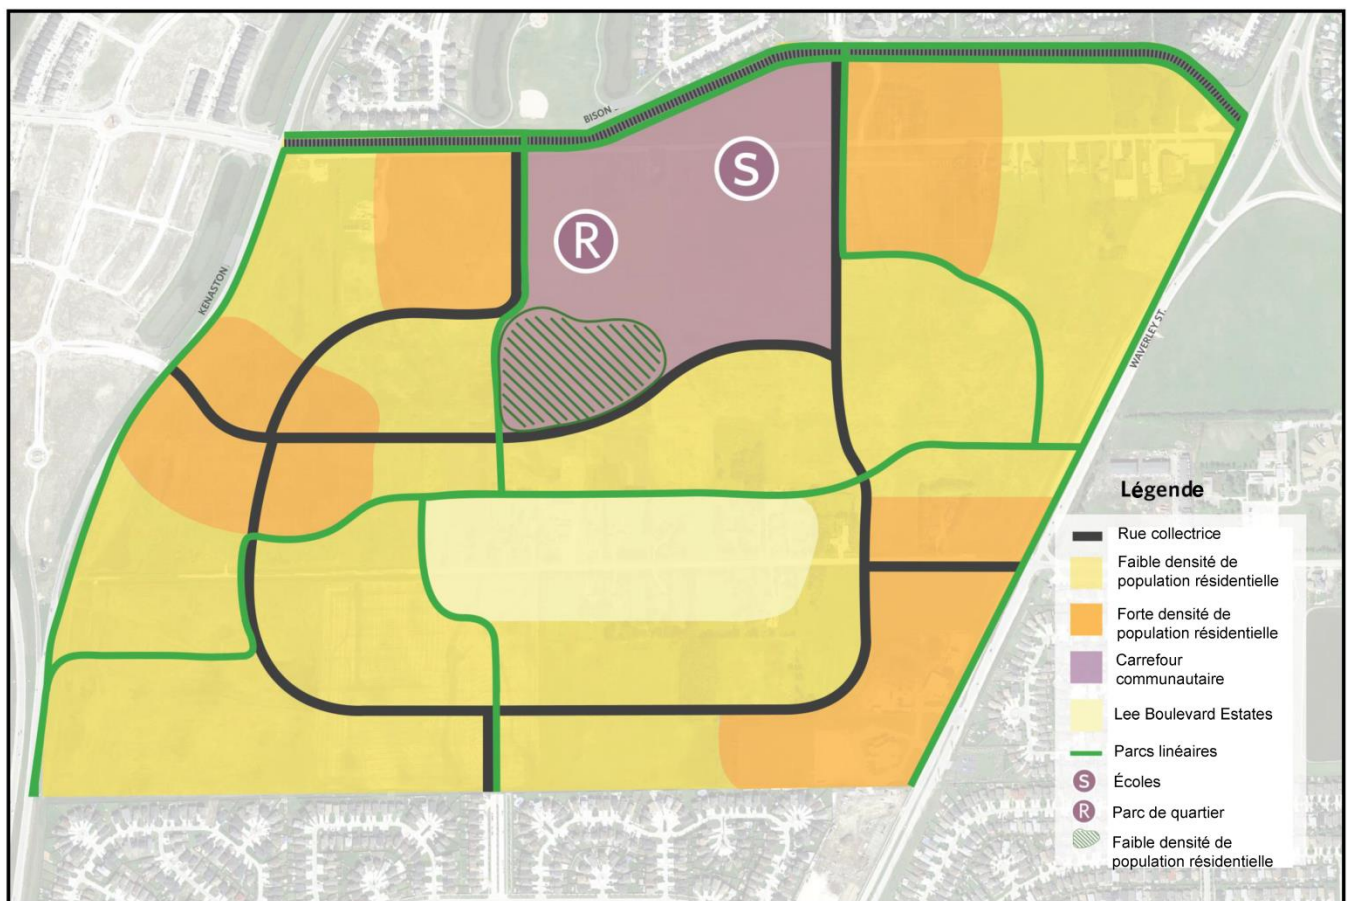 BISON
KENASTON
WAVERLEY ST.
S
R
Légende
Rue collectrice
Faible densité de
population résidentielle
Forte densité de
population résidentielle
Carrefour
communautaire
Lee Boulevard Estates
Parcs linéaires
S
Écoles
R
Parc de quartier
Faible densité de
population résidentielle